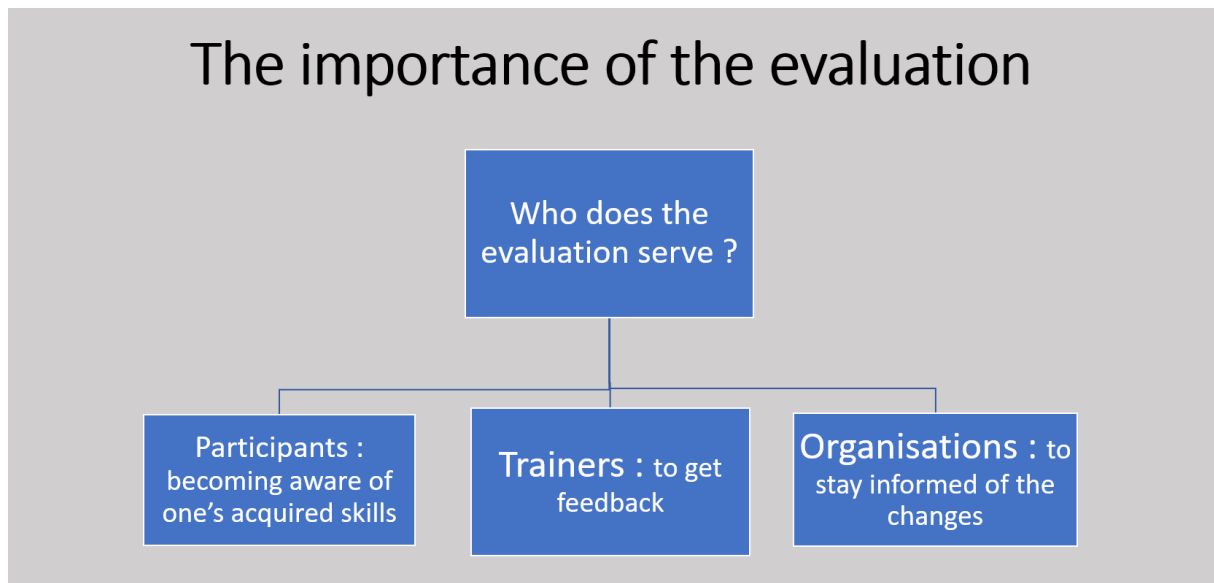 The importance of the evaluation
Who does the
evaluation serve ?
Participants :
becoming aware of
one’s acquired skills
Trainers : to get
feedback
Organisations : to
stay informed of the
changes